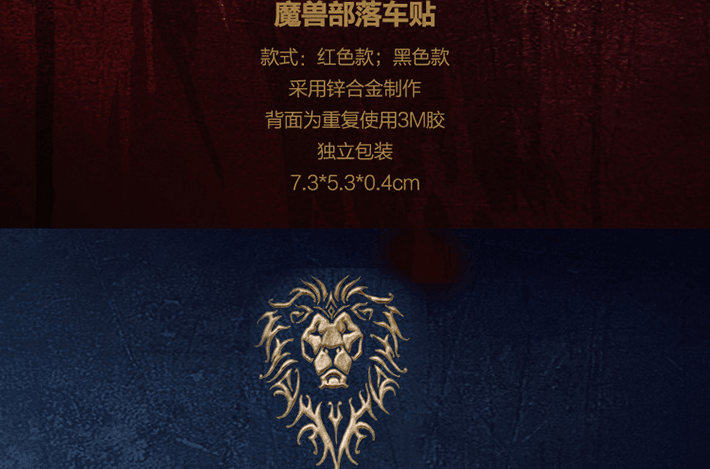 魔兽部落车贴
款式：红色款；黑色款
采用锌合金制作
背面为重复使用3M胶
独立包装
7.3*5.3*0.4cm